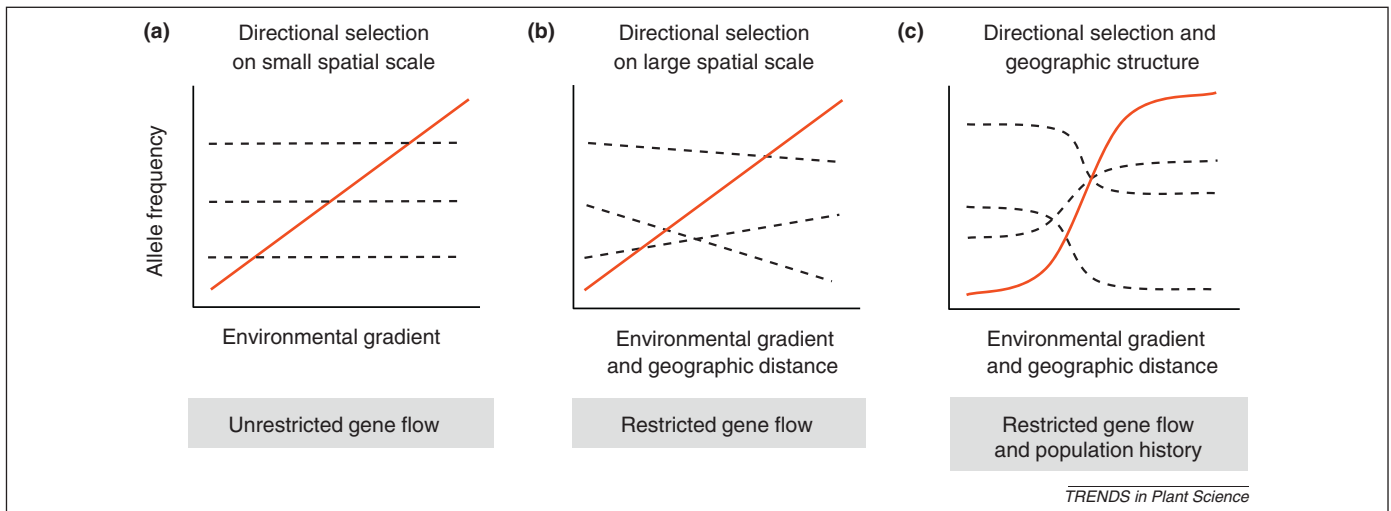 (a) Directional selection
on small spatial scale
Allele frequency
Environmental gradient
Unrestricted gene flow
(b) Directional selection
on large spatial scale
Environmental gradient
and geographic distance
Restricted gene flow
(c) Directional selection and
geographic structure
Environmental gradient
and geographic distance
Restricted gene flow
and population history
TRENDS in Plant Science